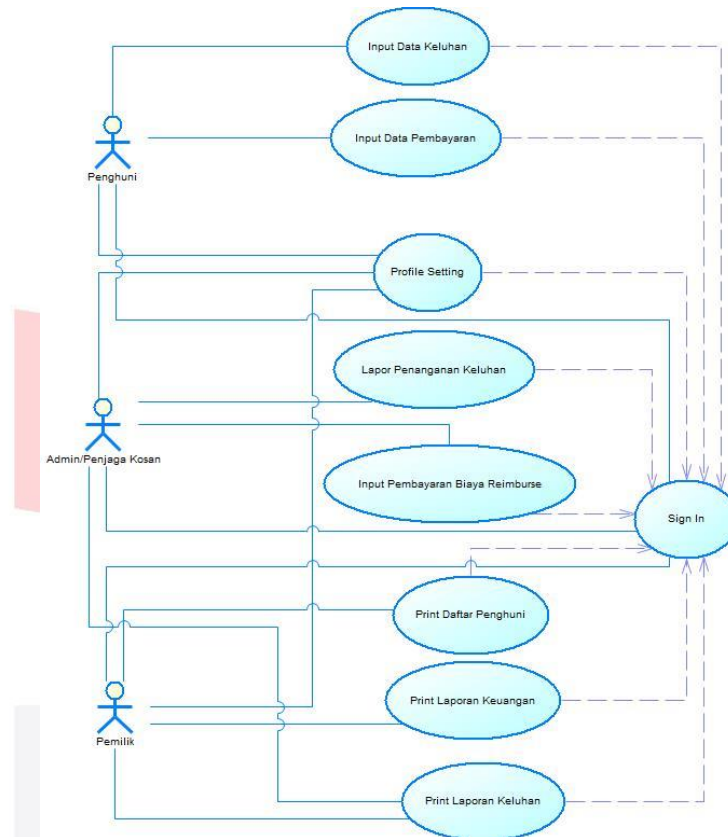 Input Data Keluhan
Input Data Pembayaran
Penghuni
Profile Setting
Lapor Penanganan Keluhan
Admin/Penjaga Kosan
Input Pembayaran Biaya Reimburse
Sign In
Print Daftar Penghuni
Print Laporan Keuangan
Pemilik
Print Laporan Keluhan